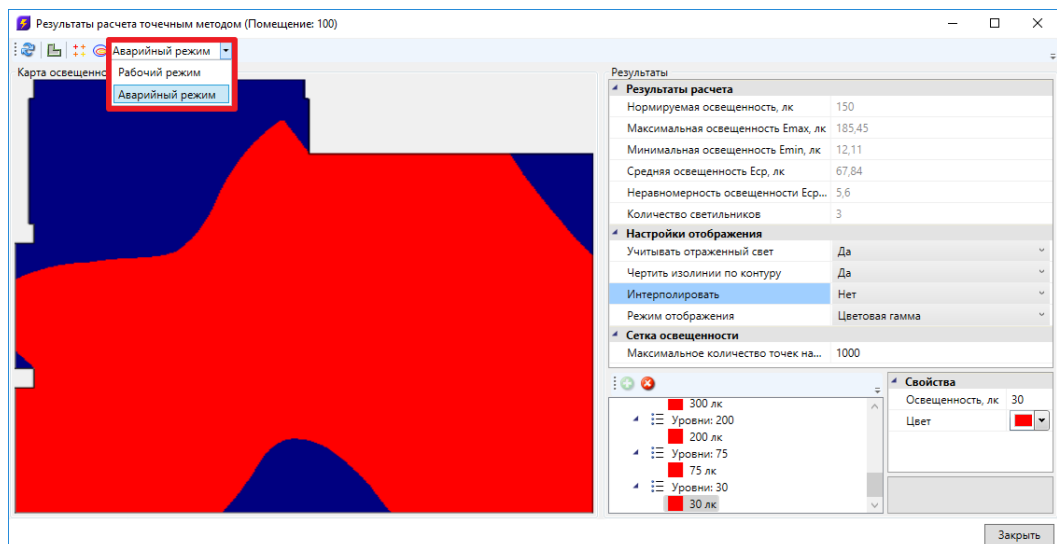 Результаты расчета точечным методом (Помещение: 100)
Аварийный режим
Рабочий режим
Аварийный режим
Карта освещенно
Результаты
Результаты расчета
Нормируемая освещенность, лк 150
Максимальная освещенность Emax, лк 185,45
Минимальная освещенность Emin, лк 12,11
Средняя освещенность Eср, лк 67,84
Неравномерность освещенности Eср... 5,6
Количество светильников 3
Настройки отображения
Учитывать отраженный свет Да
Чертить изолинии по контуру Да
Интерполировать Нет
Режим отображения Цветовая гамма
Сетка освещенности
Максимальное количество точек на... 1000
300 лк
Уровни: 200
200 лк
Уровни: 75
75 лк
Уровни: 30
30 лк
Свойства
Освещенность, лк 30
Цвет
Закрыть